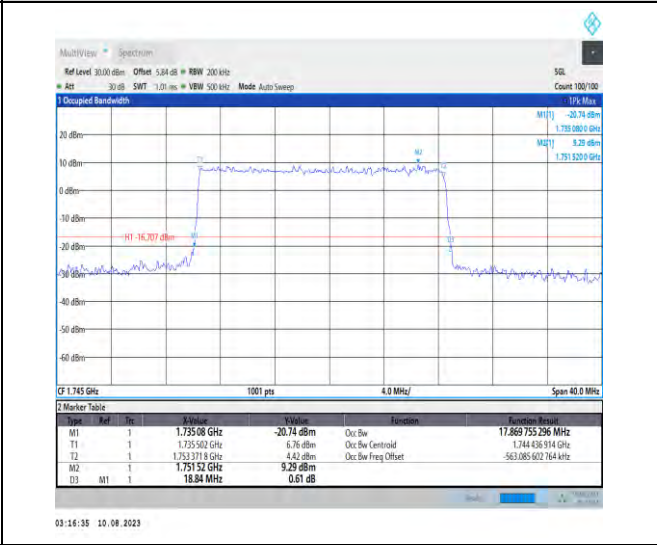 MultiView Spectrum
Ref Level 30.00 dBm Offset 5.84 dB RBW 200 kHz SGL
Att 30 dB SWT 1.01 ms VBW 500 kHz Mode Auto Sweep Count 100/100
1 Occupied Bandwidth 1Pk Max
M1[1] -20.74 dBm
1.735 080 0 GHz
M2[1] 9.29 dBm
1.751 520 0 GHz
20 dBm
M2
T1 T2
10 dBm
0 dBm
-10 dBm
H1 -16.707 dBm M1
D3
-20 dBm
-30 dBm
-40 dBm
-50 dBm
-60 dBm
CF 1.745 GHz 1001 pts 4.0 MHz/ Span 40.0 MHz
2 Marker Table
Type Ref Trc X-Value Y-Value Function Function Result
M1 1 1.735 08 GHz -20.74 dBm Occ Bw 17.869 755 296 MHz
T1 1 1.735 502 GHz 6.76 dBm Occ Bw Centroid 1.744 436 914 GHz
T2 1 1.753 371 8 GHz 4.42 dBm Occ Bw Freq Offset -563.085 602 764 kHz
M2 1 1.751 52 GHz 9.29 dBm
D3 M1 1 18.84 MHz 0.61 dB
03:16:35 10.08.2023